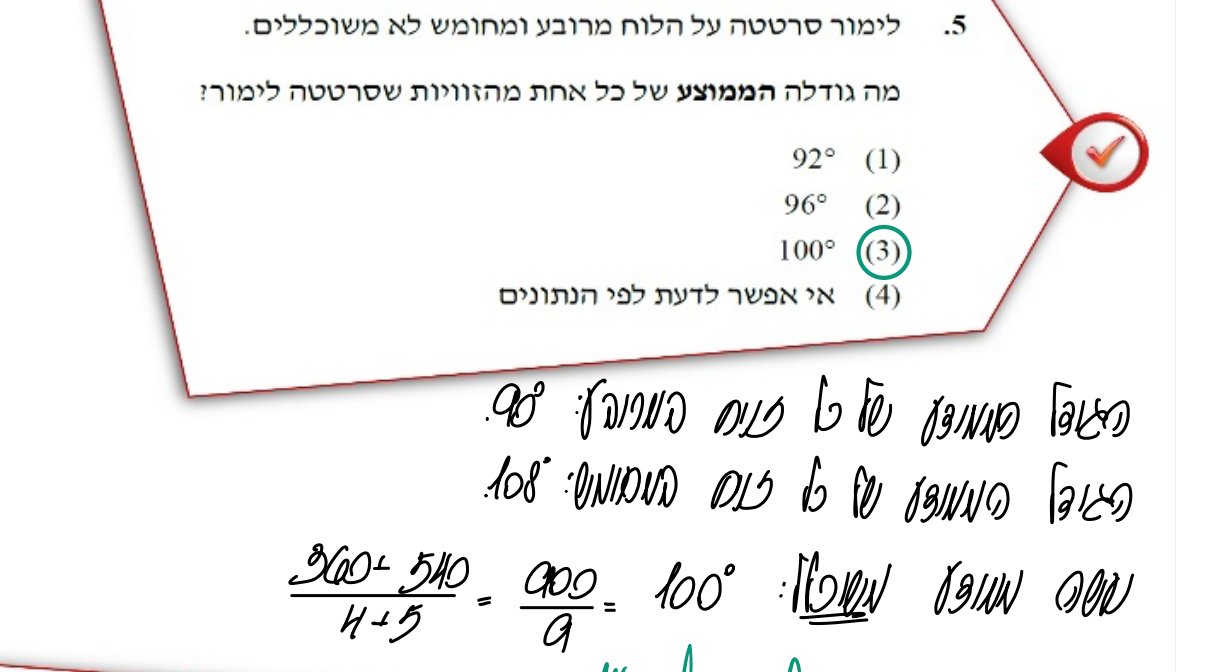 5. לימור סרטטה על הלוח מרובע ומחומש לא משוכללים.
מה גודלה הממוצע של כל אחת מהזוויות שסרטטה לימור?
(1) 92°
(2) 96°
(3) 100°
(4) אי אפשר לדעת לפי הנתונים
הגודל הממוצע של כל זווית במרובע: 90°.
הגודל הממוצע של כל זווית במחומש: 108°.
נעשה ממוצע משוקלל: 360+540/4+5 = 900/9 = 100°